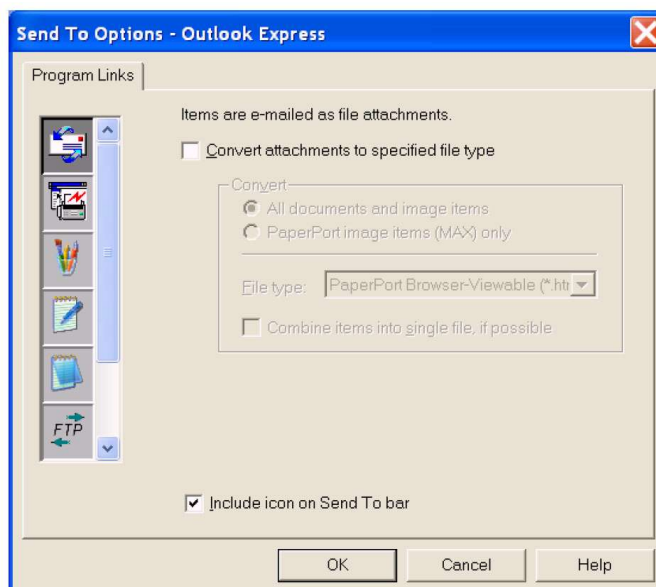 Send To Options - Outlook Express
Program Links
Items are e-mailed as file attachments.
Convert attachments to specified file type
Convert
All documents and image items
PaperPort image items (MAX) only
File type: PaperPort Browser-Viewable (*.htr
Combine items into single file, if possible
FTP
Include icon on Send To bar
OK Cancel Help